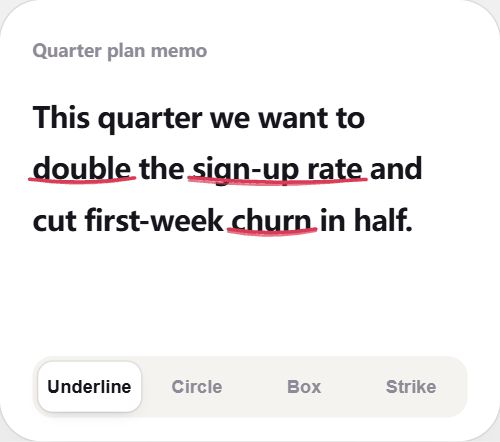 Quarter plan memo
This quarter we want to
double the sign-up rate and
cut first-week churn in half.
Underline Circle Box Strike